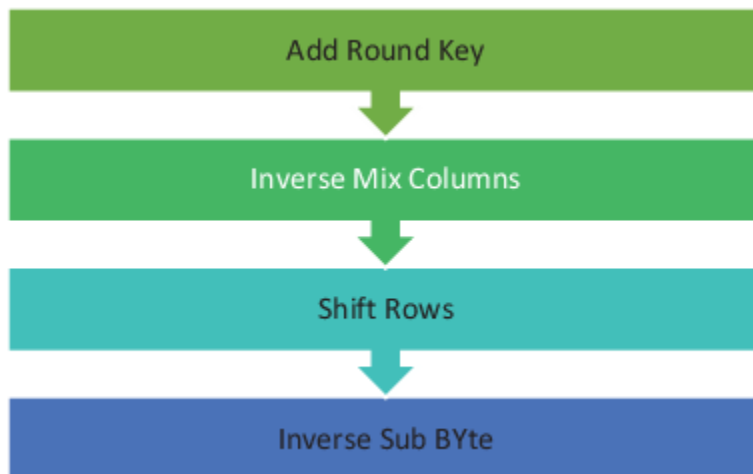 Add Round Key
Inverse Mix Columns
Shift Rows
Inverse Sub BYte